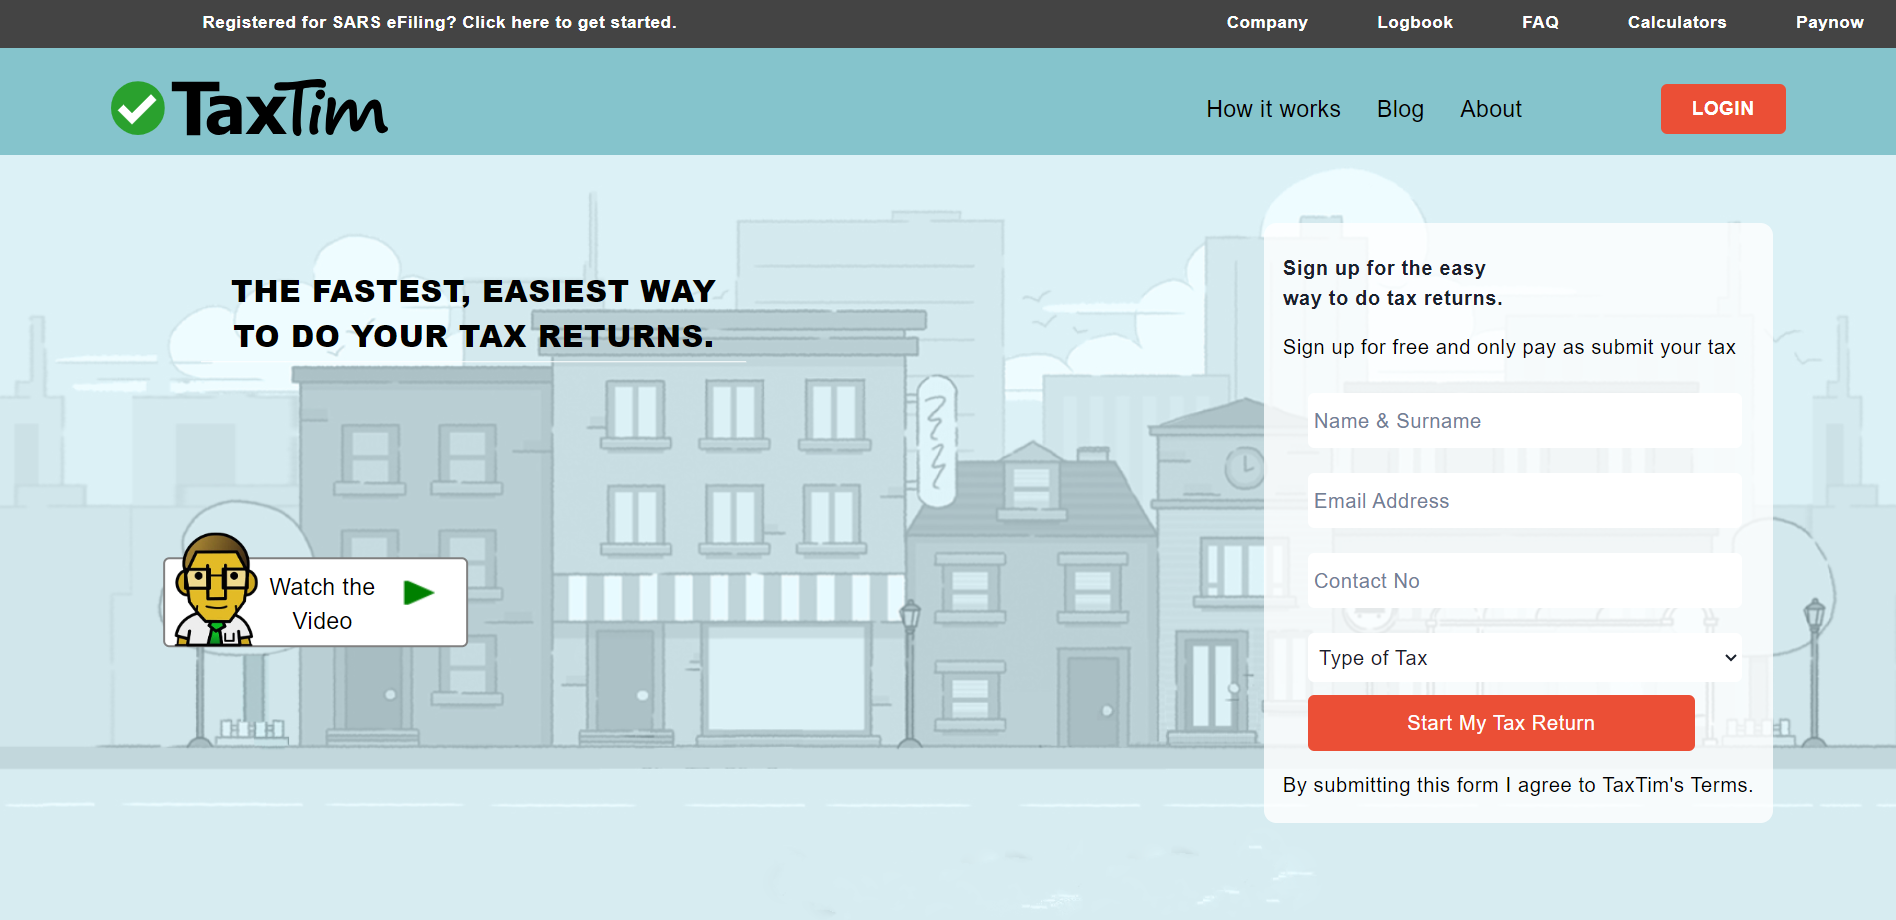 Registered for SARS eFiling? Click here to get started.
Company
Logbook
FAQ
Calculators
Paynow
TaxTim
How it works
Blog
About
LOGIN
THE FASTEST, EASIEST WAY
TO DO YOUR TAX RETURNS.
Watch the
Video
Sign up for the easy
way to do tax returns.
Sign up for free and only pay as submit your tax
Name & Surname
Email Address
Contact No
Type of Tax
Start My Tax Return
By submitting this form I agree to TaxTim's Terms.